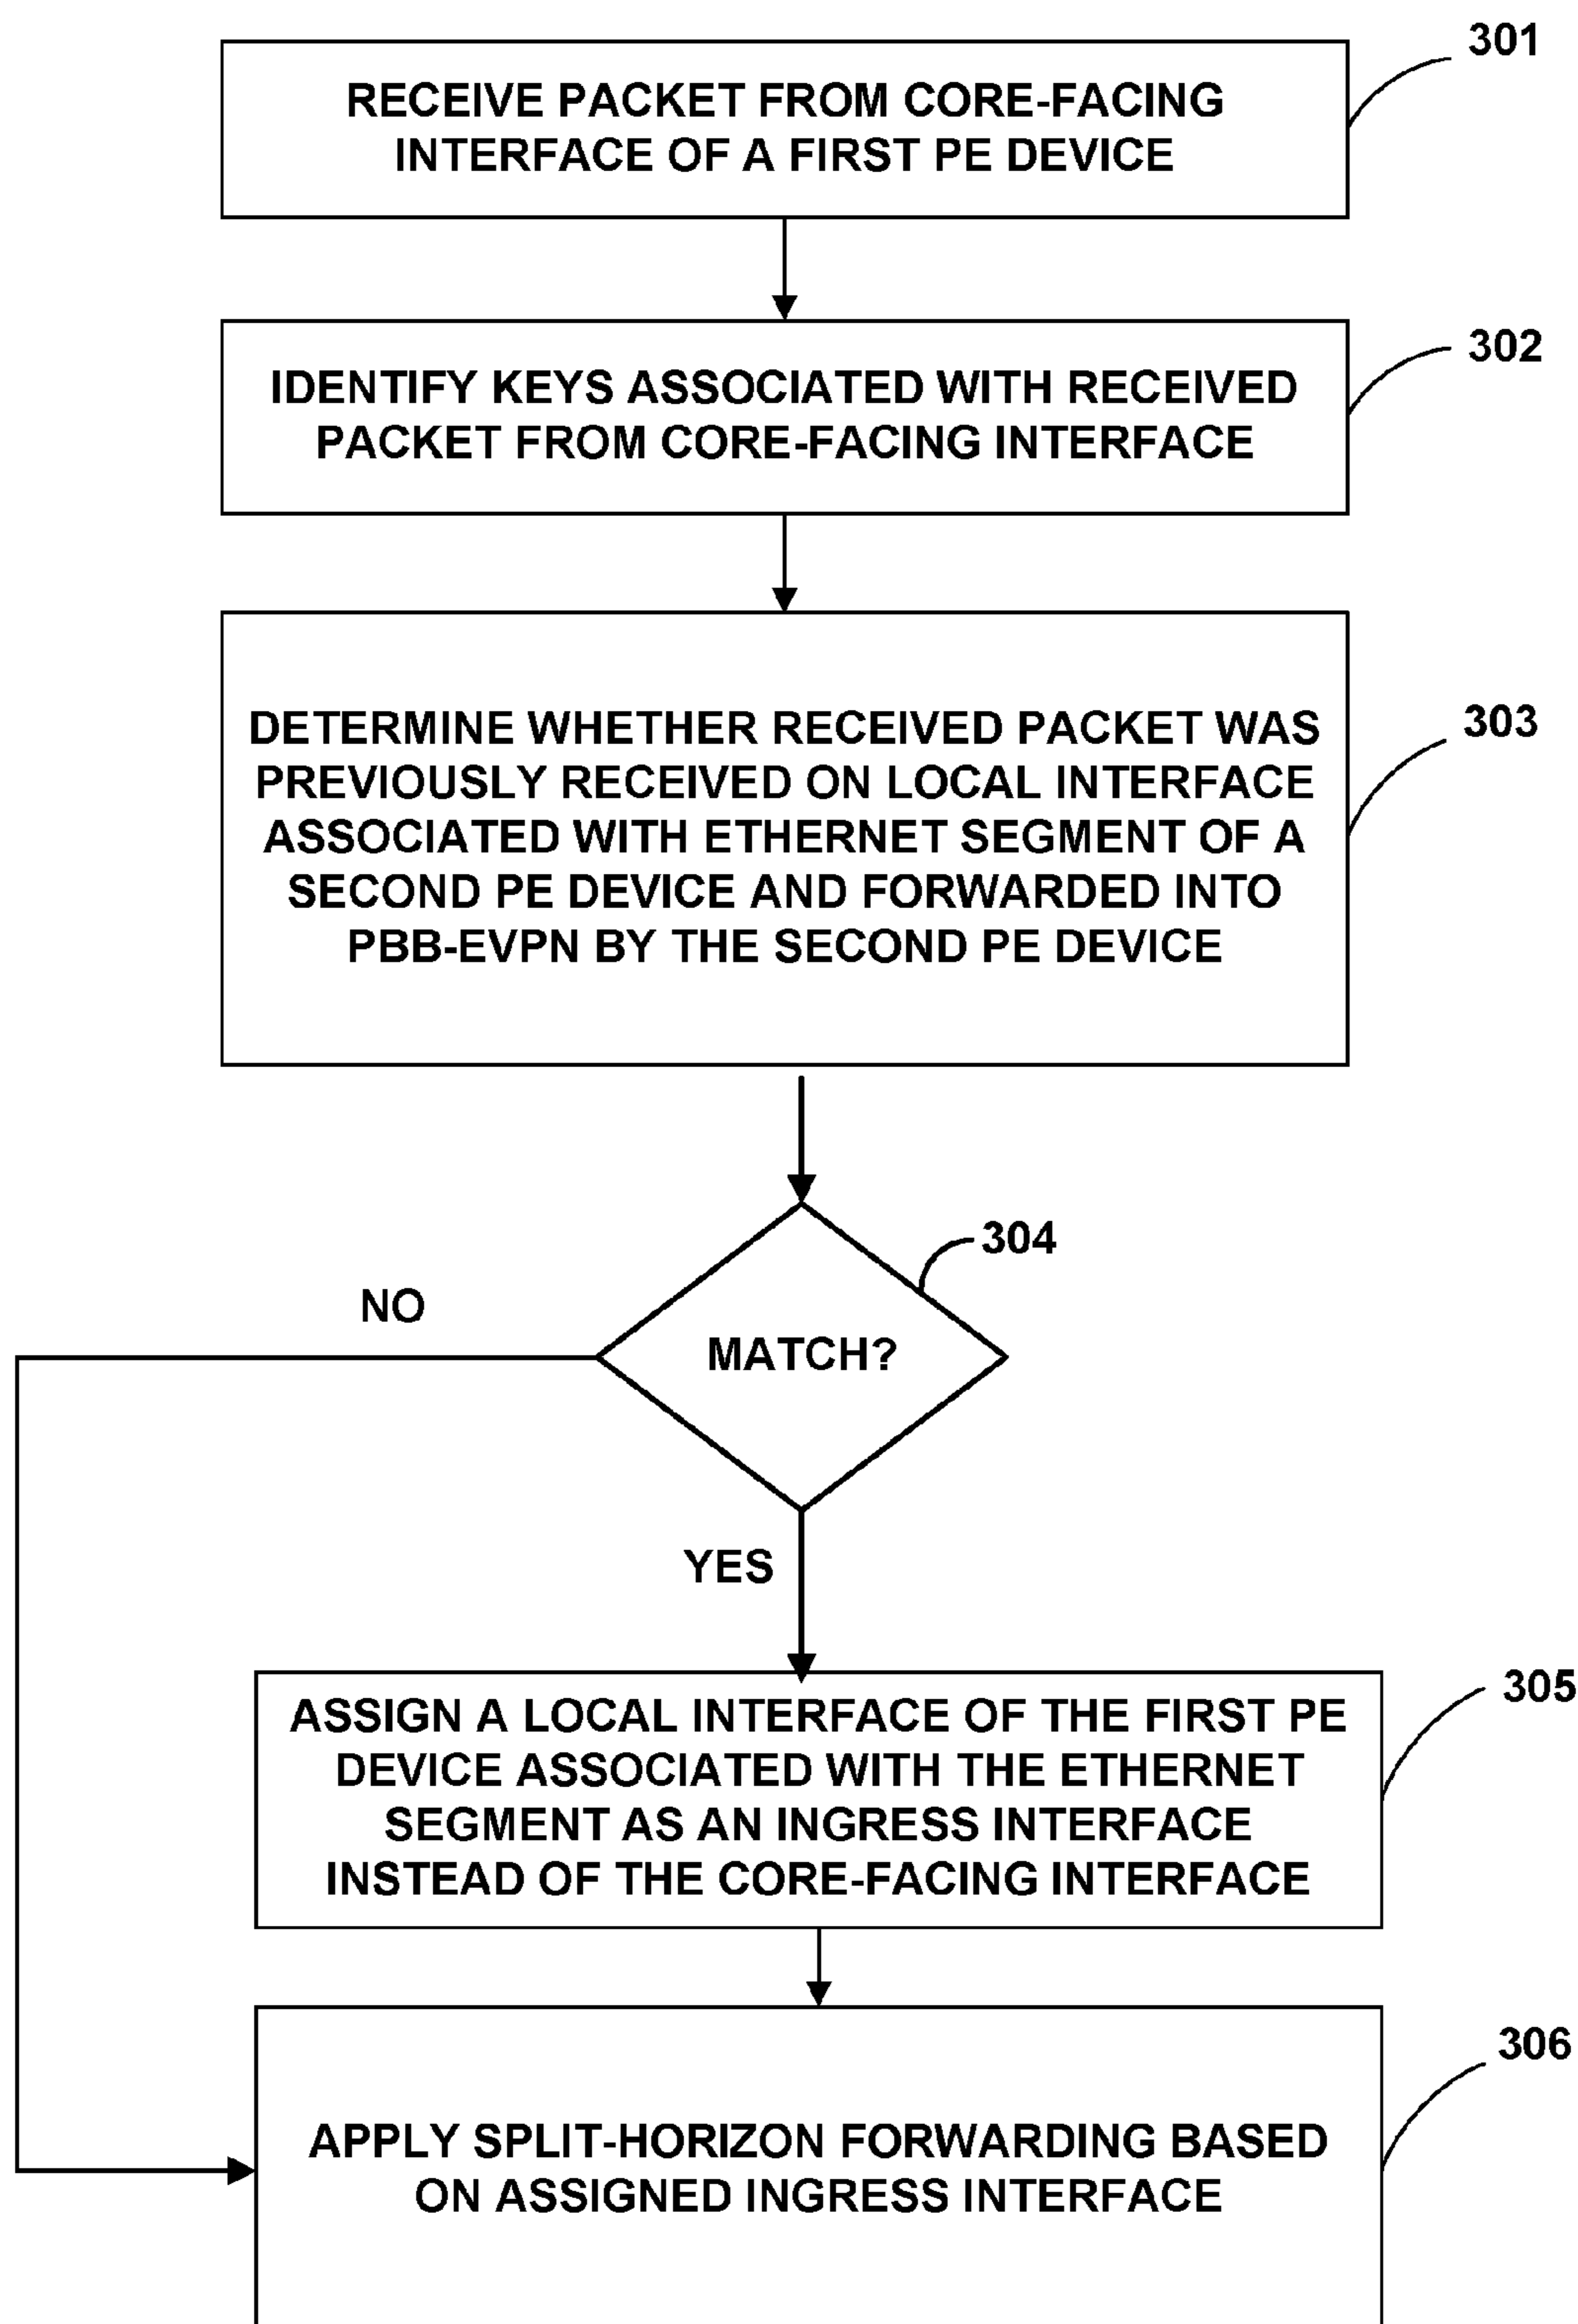 301
RECEIVE PACKET FROM CORE-FACING
INTERFACE OF A FIRST PE DEVICE
302
IDENTIFY KEYS ASSOCIATED WITH RECEIVED
PACKET FROM CORE-FACING INTERFACE
303
DETERMINE WHETHER RECEIVED PACKET WAS
PREVIOUSLY RECEIVED ON LOCAL INTERFACE
ASSOCIATED WITH ETHERNET SEGMENT OF A
SECOND PE DEVICE AND FORWARDED INTO
PBB-EVPN BY THE SECOND PE DEVICE
304
NO
MATCH?
YES
305
ASSIGN A LOCAL INTERFACE OF THE FIRST PE
DEVICE ASSOCIATED WITH THE ETHERNET
SEGMENT AS AN INGRESS INTERFACE
INSTEAD OF THE CORE-FACING INTERFACE
306
APPLY SPLIT-HORIZON FORWARDING BASED
ON ASSIGNED INGRESS INTERFACE